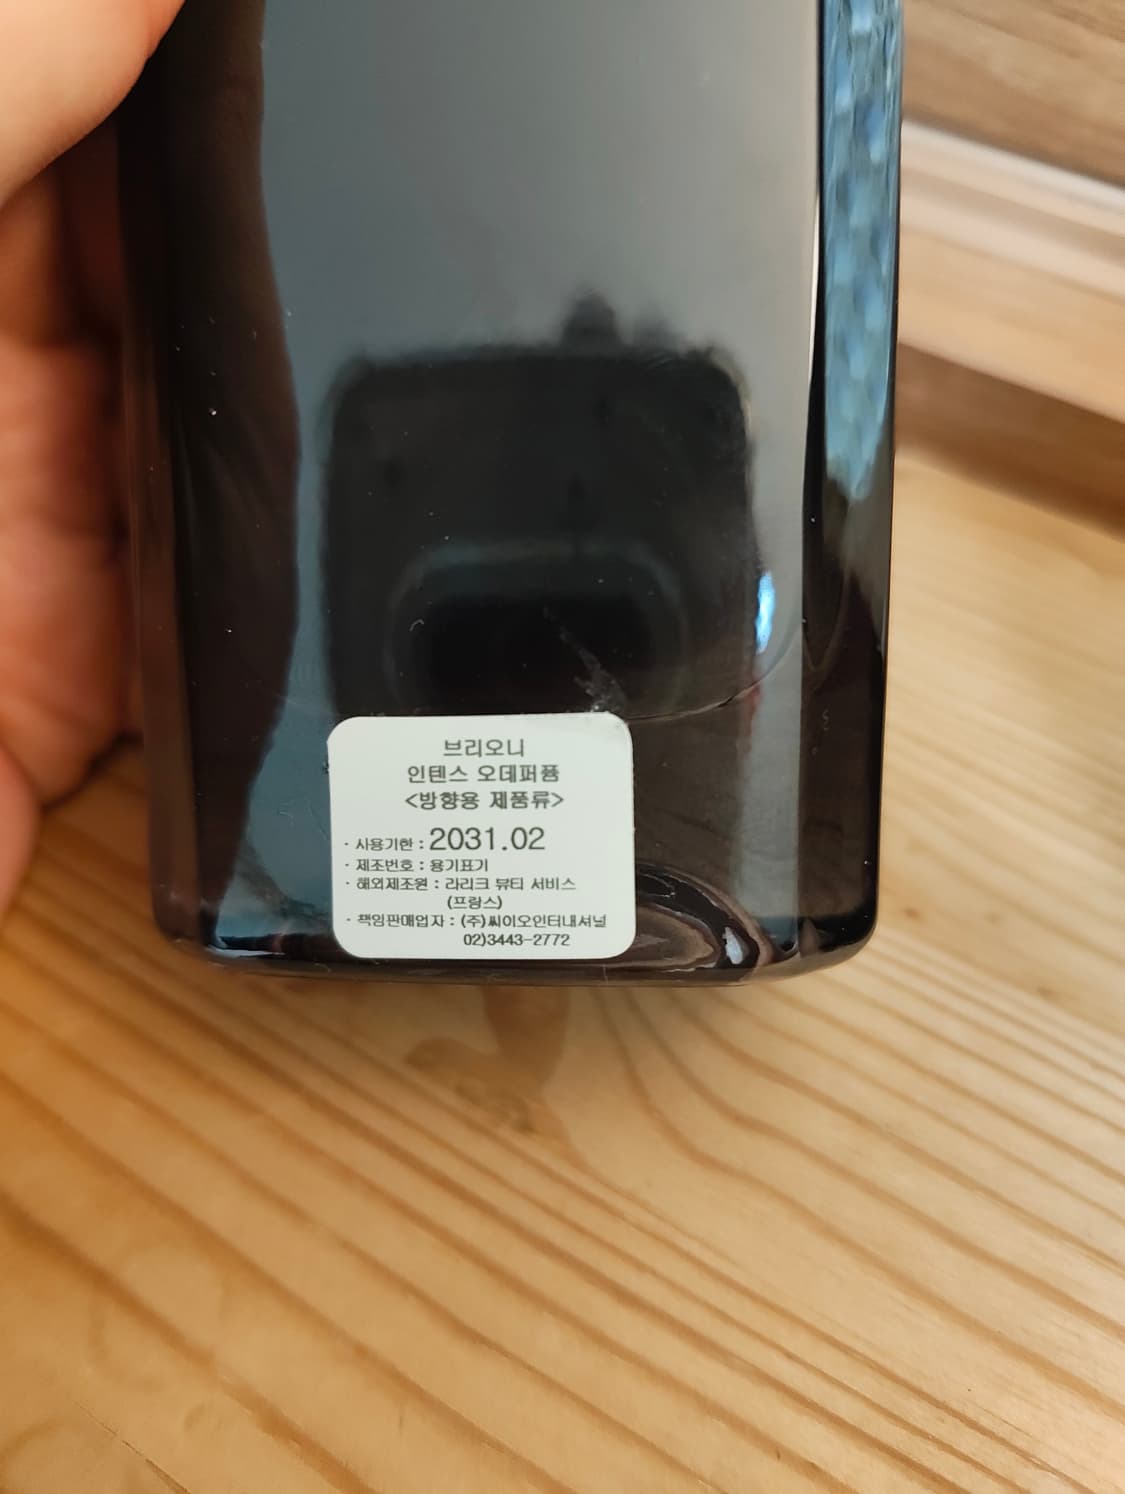 브리오니
인텐스 오데퍼퓸
<방향용 제품류>
· 사용기한 : 2031.02
· 제조번호 : 용기표기
· 해외제조원 : 라리크 뷰티 서비스
(프랑스)
· 책임판매업자 : (주)씨이오인터내셔널
02)3443-2772